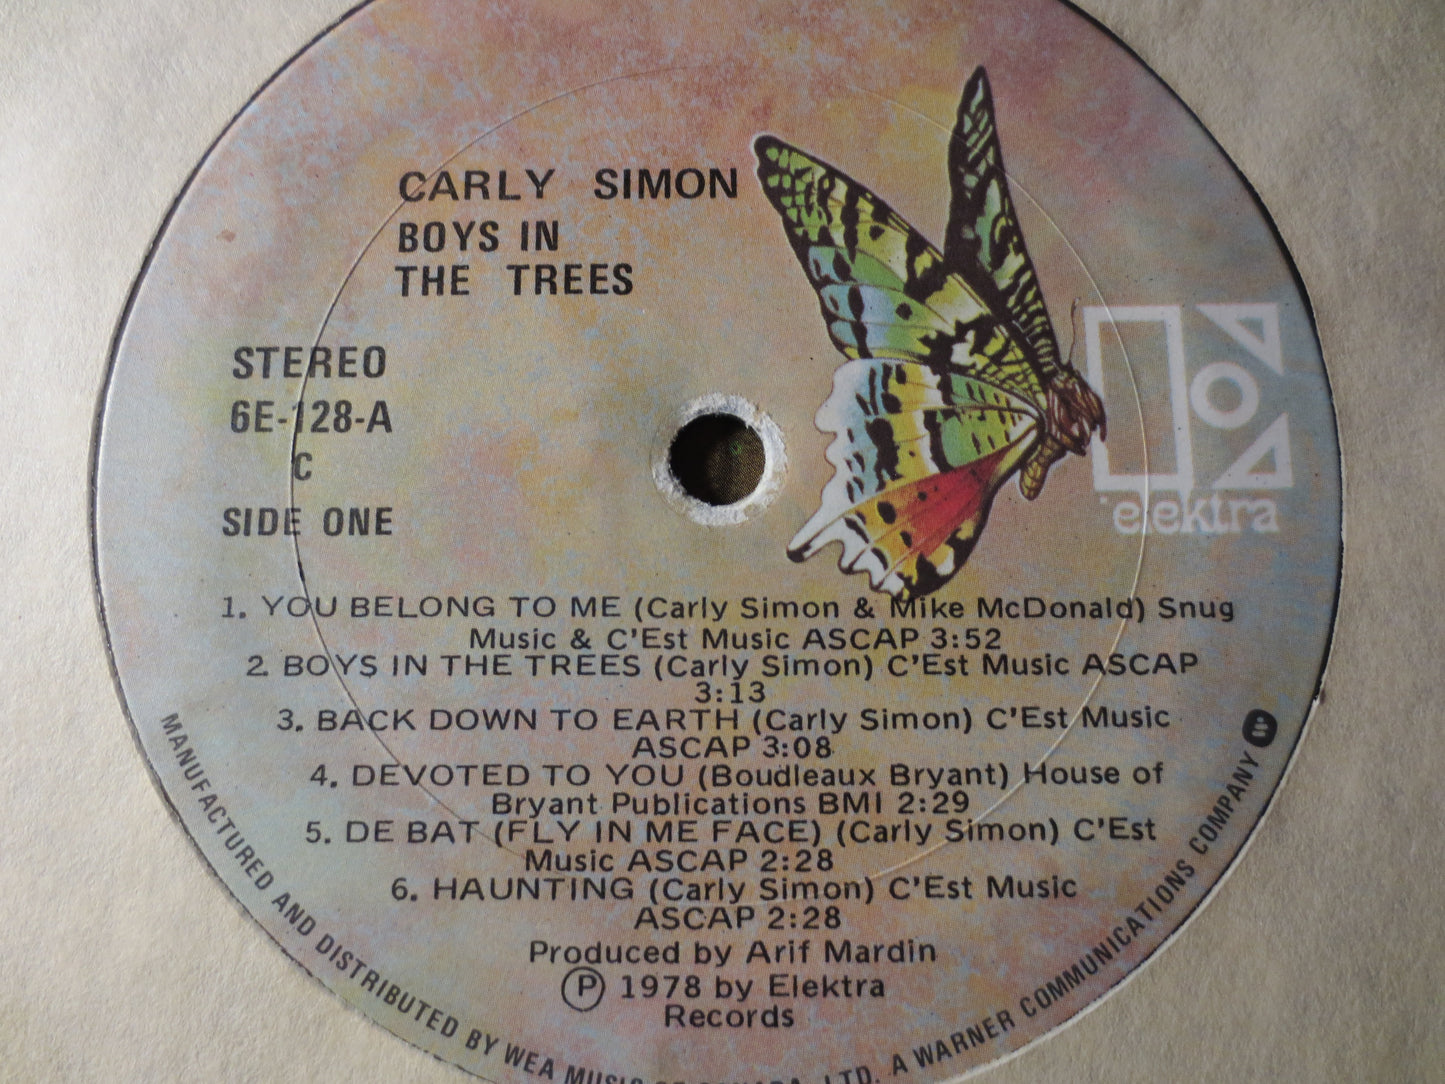 CARLY SIMON
BOYS IN
THE TREES
STEREO
6E-128-A
C
SIDE ONE
elektra
1. YOU BELONG TO ME (Carly Simon & Mike McDonald) Snug
Music & C'Est Music ASCAP 3:52
2. BOYS IN THE TREES (Carly Simon) C'Est Music ASCAP
3:13
3. BACK DOWN TO EARTH (Carly Simon) C'Est Music
ASCAP 3:08
4. DEVOTED TO YOU (Boudleaux Bryant) House of
Bryant Publications BMI 2:29
5. DE BAT (FLY IN ME FACE) (Carly Simon) C'Est
Music ASCAP 2:28
6. HAUNTING (Carly Simon) C'Est Music
ASCAP 2:28
Produced by Arif Mardin
Ⓟ 1978 by Elektra
Records
MANUFACTURED AND DISTRIBUTED BY WEA MUSIC OF CANADA, LTD. A WARNER COMMUNICATIONS COMPANY